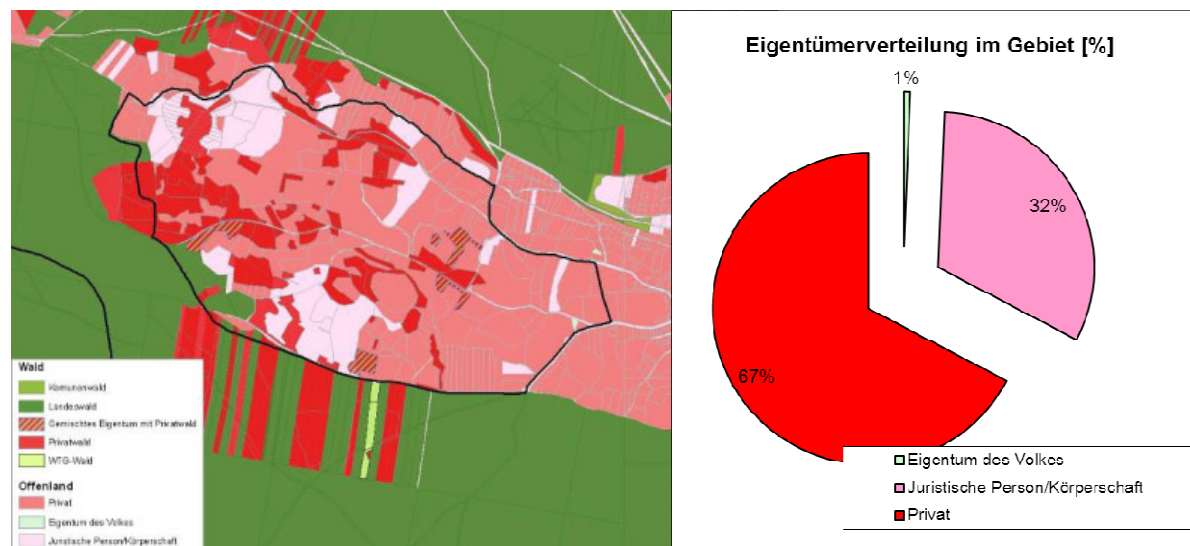 Wald
Komunenwald
Landeswald
Gemischtes Eigentum mit Privatwald
Privatwald
WTG-Wald
Offenland
Privat
Eigentum des Volkes
Juristische Person/Körperschaft
Eigentümerverteilung im Gebiet [%]
1%
32%
67%
Eigentum des Volkes
Juristische Person/Körperschaft
Privat